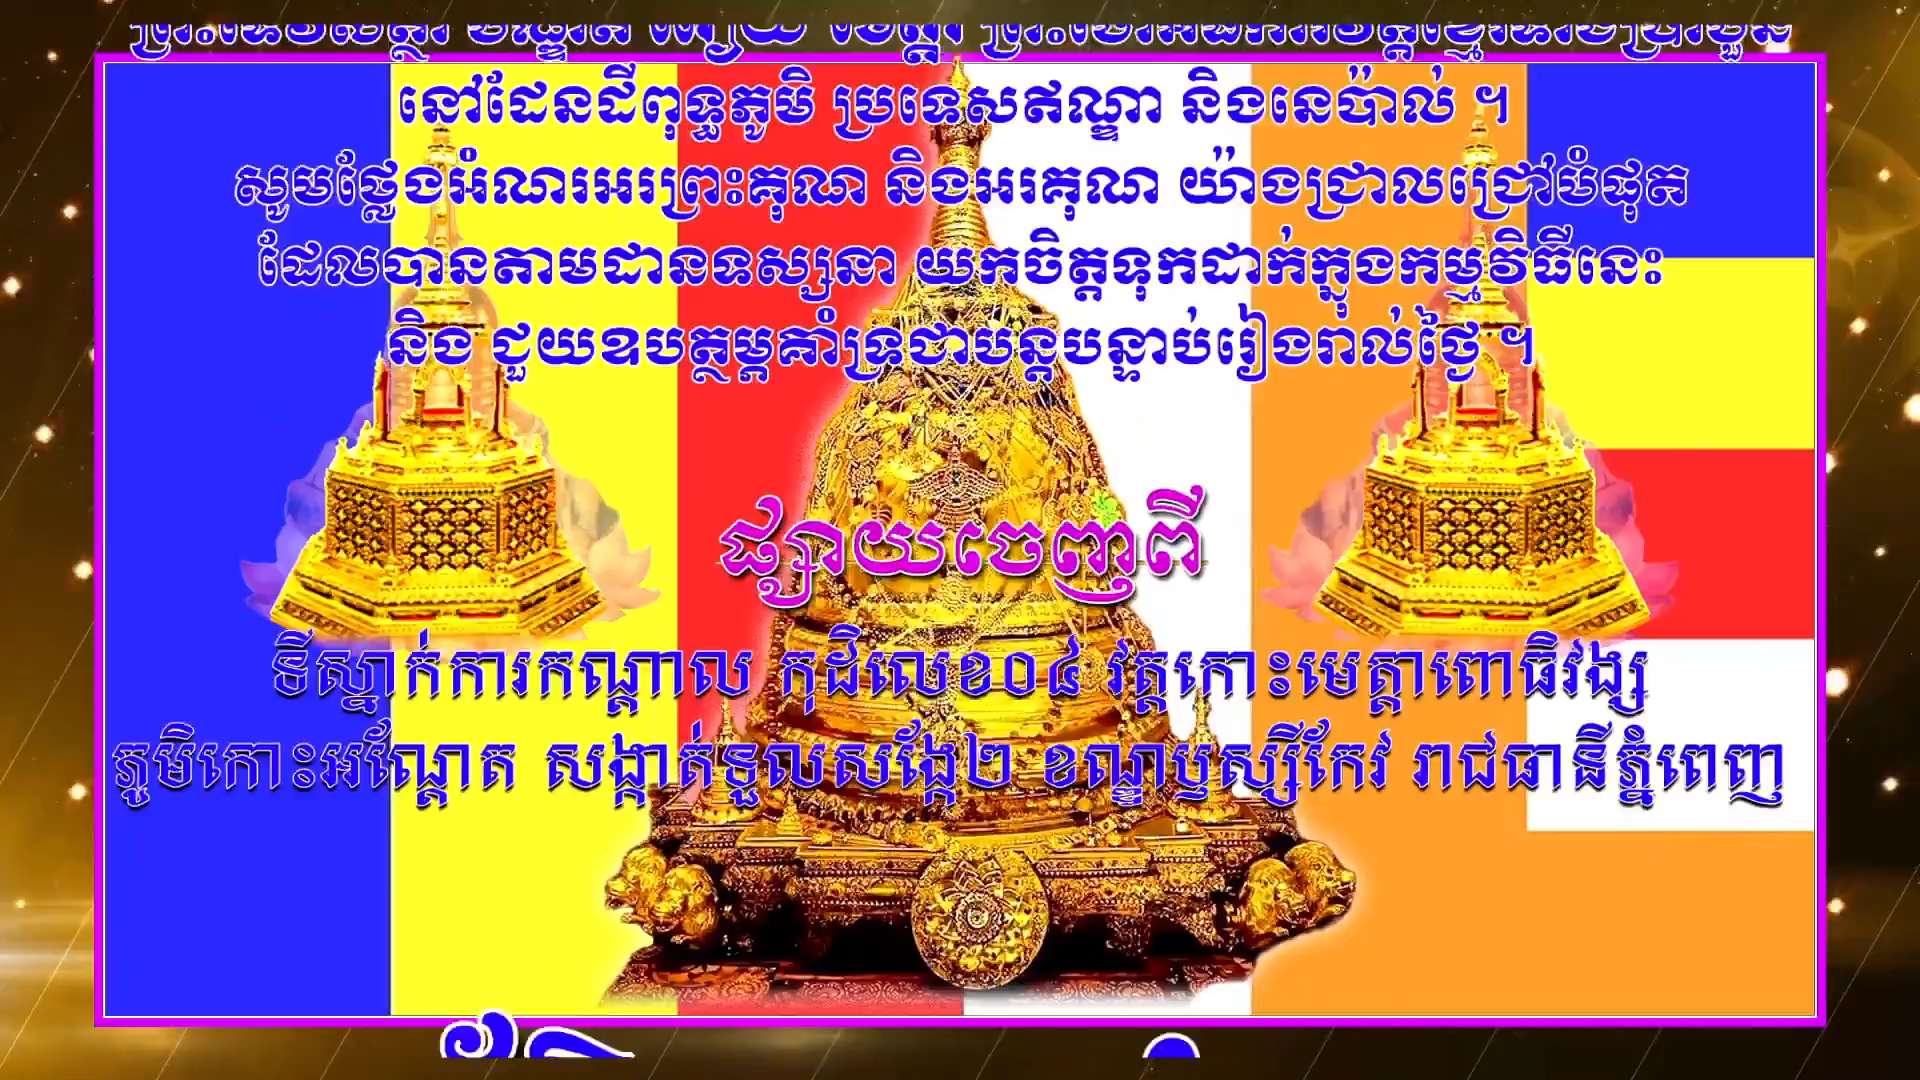 នៅដែនដីពុទ្ធភូមិ ប្រទេសឥណ្ឌា និងនេប៉ាល់ ។
សូមថ្លែងអំណរអរព្រះគុណ និងអរគុណ យ៉ាងជ្រាលជ្រៅបំផុត
ដែលបានតាមដានទស្សនា យកចិត្តទុកដាក់ក្នុងកម្មវិធីនេះ
និង ជួយឧបត្ថម្ភគាំទ្រជាបន្តបន្ទាប់រៀងរាល់ថ្ងៃ ។
ផ្សាយចេញពី
ទីស្នាក់ការកណ្តាល កុដិលេខ០៤ វត្តកោះមេត្តាពោធិវង្ស
ភូមិកោះអណ្តែត សង្កាត់ទួលសង្កែ២ ខណ្ឌឫស្សីកែវ រាជធានីភ្នំពេញ